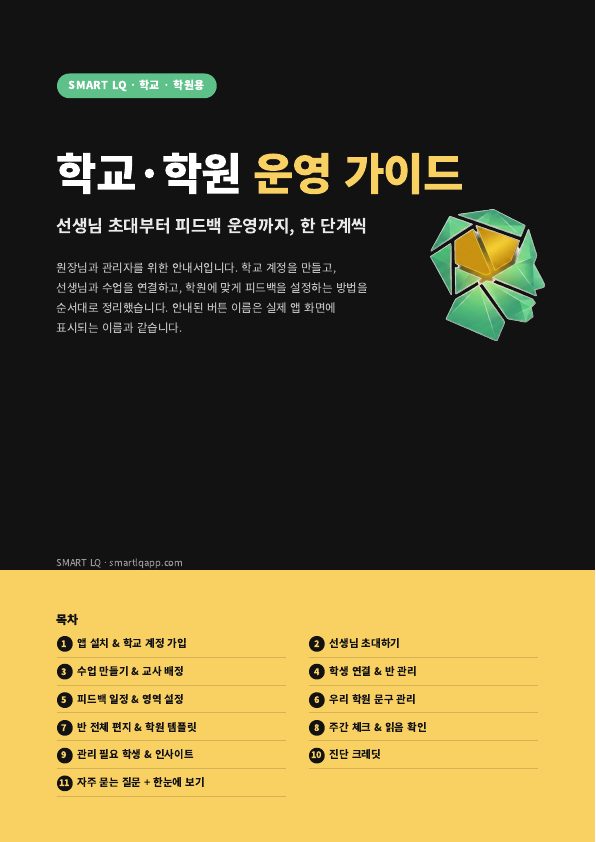 SMART LQ · 학교 · 학원용
학교·학원 운영 가이드
선생님 초대부터 피드백 운영까지, 한 단계씩
원장님과 관리자를 위한 안내서입니다. 학교 계정을 만들고,
선생님과 수업을 연결하고, 학원에 맞게 피드백을 설정하는 방법을
순서대로 정리했습니다. 안내된 버튼 이름은 실제 앱 화면에
표시되는 이름과 같습니다.
SMART LQ · smartlqapp.com
목차
1 앱 설치 & 학교 계정 가입
2 선생님 초대하기
3 수업 만들기 & 교사 배정
4 학생 연결 & 반 관리
5 피드백 일정 & 영역 설정
6 우리 학원 문구 관리
7 반 전체 편지 & 학원 템플릿
8 주간 체크 & 읽음 확인
9 관리 필요 학생 & 인사이트
10 진단 크레딧
11 자주 묻는 질문 + 한눈에 보기